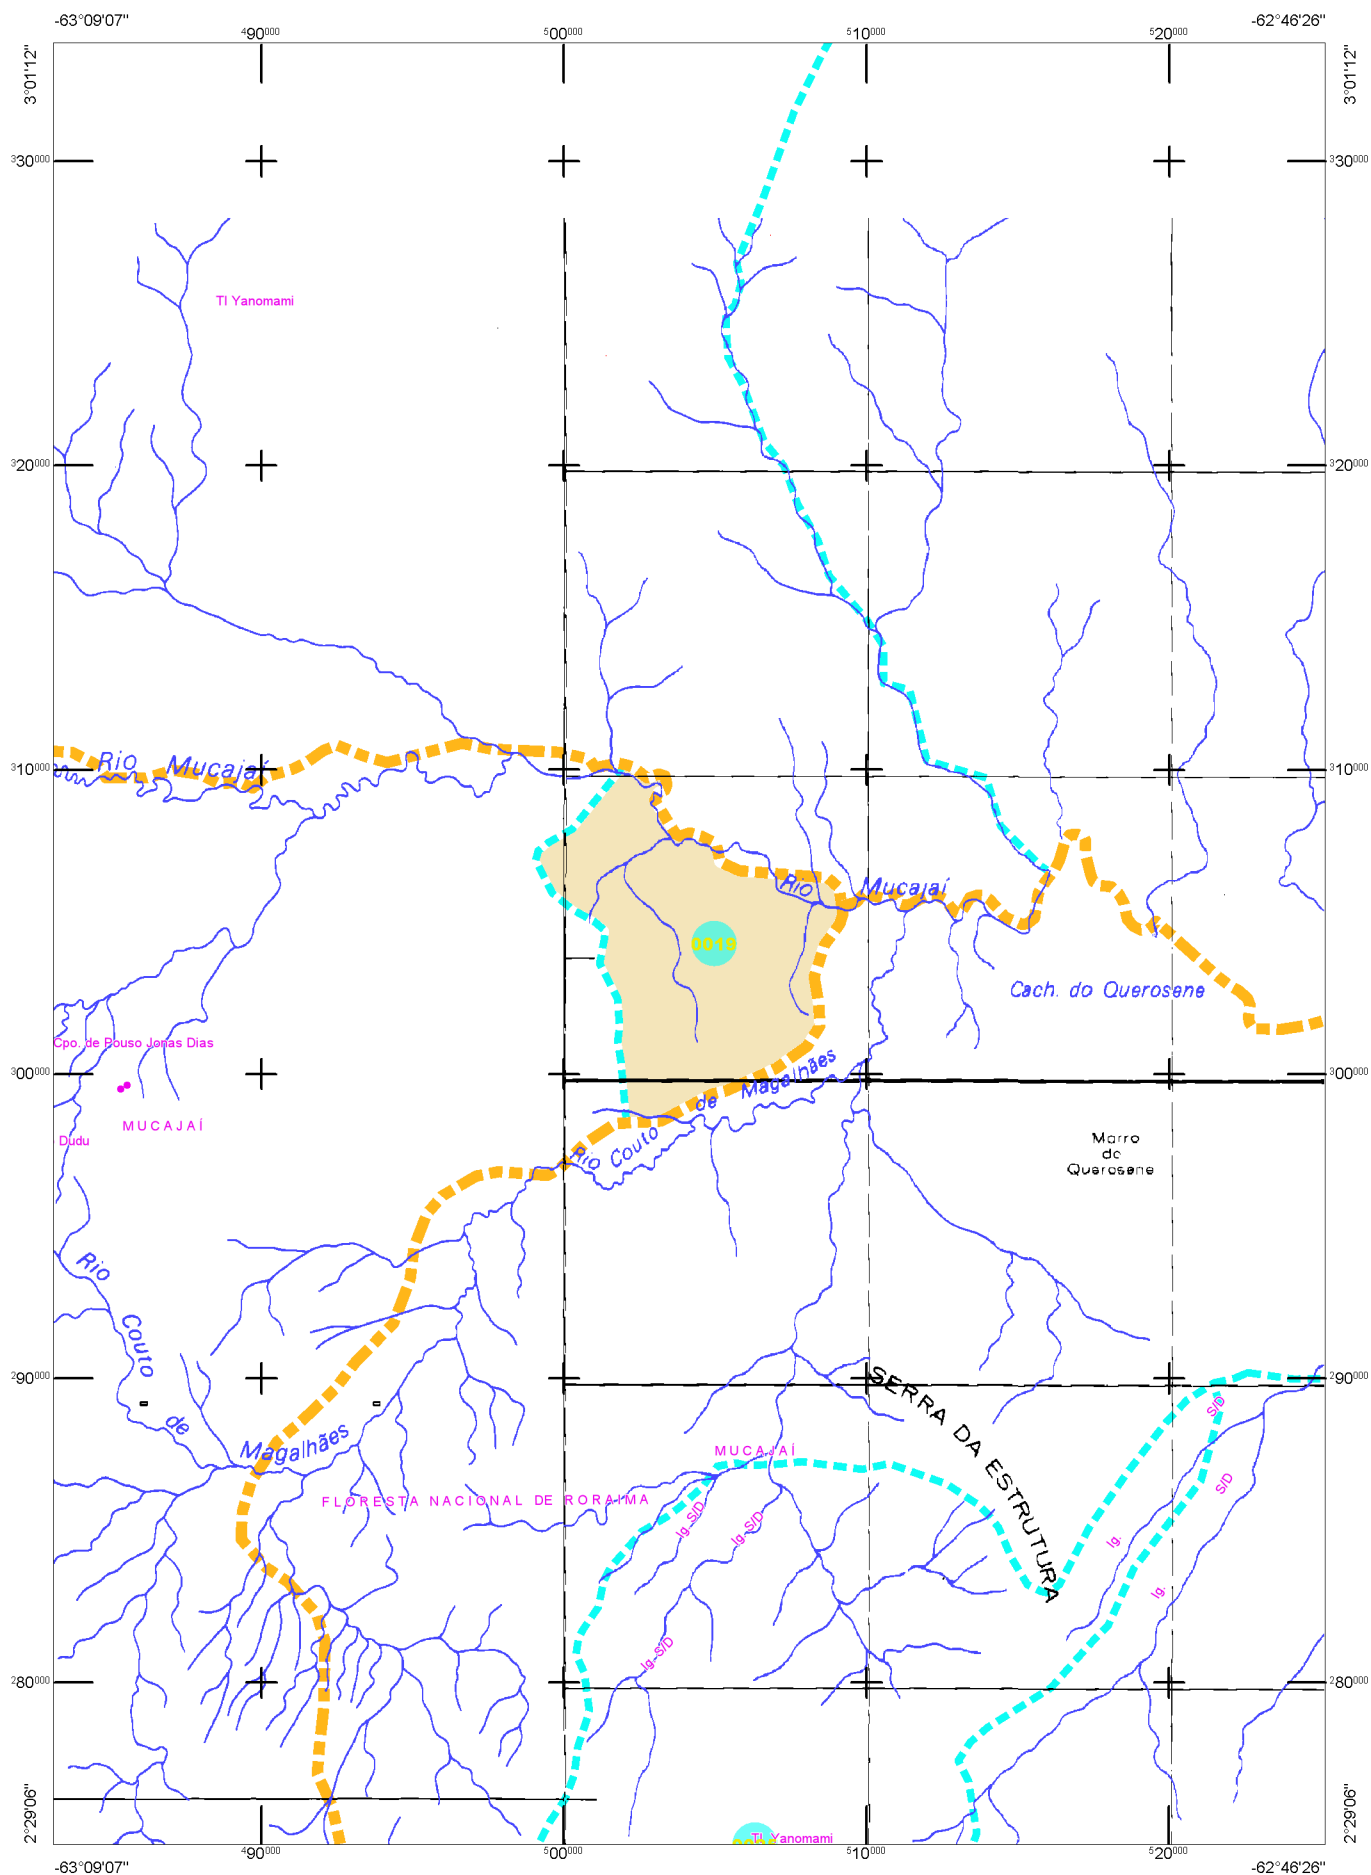 -63°09'07"
-62°46'26"
490000
500000
510000
520000
3°01'12"
3°01'12"
330000
330000
TI Yanomami
320000
320000
310000
310000
Rio Mucajaí
Rio Mucajaí
0019
Cach. do Querosene
Cpo. de Pouso Jonas Dias
300000
300000
de Magalhães
MUCAJAÍ
Dudu
Rio Couto
Morro
do
Querosene
Rio
Couto
290000
290000
SERRA DA ESTRUTURA
S/D
de
Magalhães
MUCAJAÍ
S/D
FLORESTA NACIONAL DE RORAIMA
Ig. S/D
Ig. S/D
Ig.
Ig.
Ig. S/D
280000
280000
2°29'06"
2°29'06"
TI. Yanomami
490000
500000
510000
520000
-63°09'07"
-62°46'26"